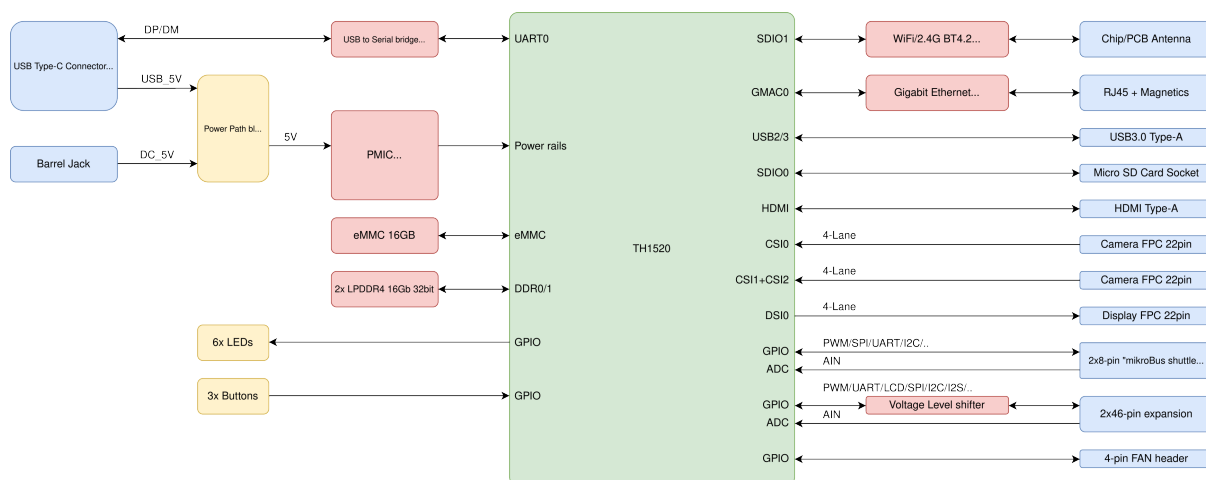 DP/DM
USB to Serial bridge...
UART0
SDIO1
WiFi/2.4G BT4.2...
Chip/PCB Antenna
USB Type-C Connector...
USB_5V
GMAC0
Gigabit Ethernet...
RJ45 + Magnetics
Power Path bl...
5V
PMIC...
Power rails
USB2/3
USB3.0 Type-A
Barrel Jack
DC_5V
SDIO0
Micro SD Card Socket
HDMI
HDMI Type-A
eMMC 16GB
eMMC
TH1520
CSI0
4-Lane
Camera FPC 22pin
CSI1+CSI2
4-Lane
Camera FPC 22pin
2x LPDDR4 16Gb 32bit
DDR0/1
DSI0
4-Lane
Display FPC 22pin
6x LEDs
GPIO
GPIO
PWM/SPI/UART/I2C/..
ADC
AIN
2x8-pin "mikroBus shuttle...
3x Buttons
GPIO
PWM/UART/LCD/SPI/I2C/I2S/..
GPIO
Voltage Level shifter
ADC
AIN
2x46-pin expansion
GPIO
4-pin FAN header